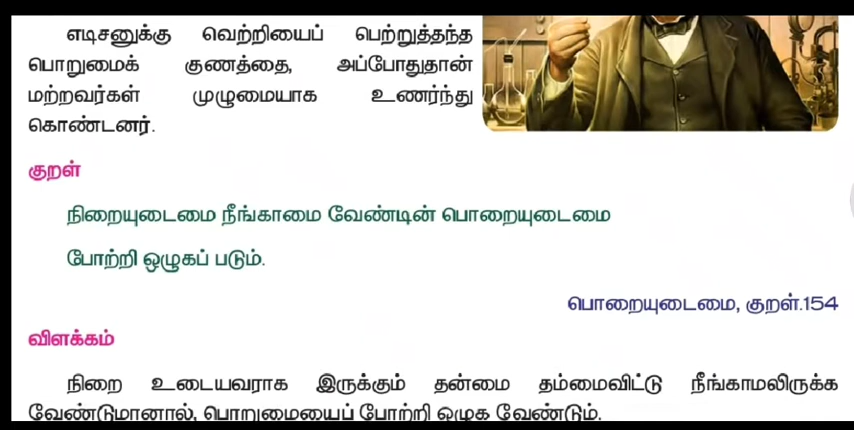 எடிசனுக்கு வெற்றியைப் பெற்றுத்தந்த
பொறுமைக் குணத்தை, அப்போதுதான்
மற்றவர்கள் முழுமையாக உணர்ந்து
கொண்டனர்.
குறள்
நிறையுடைமை நீங்காமை வேண்டின் பொறையுடைமை
போற்றி ஒழுகப் படும்.
பொறையுடைமை, குறள்.154
விளக்கம்
நிறை உடையவராக இருக்கும் தன்மை தம்மைவிட்டு நீங்காமலிருக்க
வேண்டுமானால், பொறுமையைப் போற்றி ஒழுக வேண்டும்.